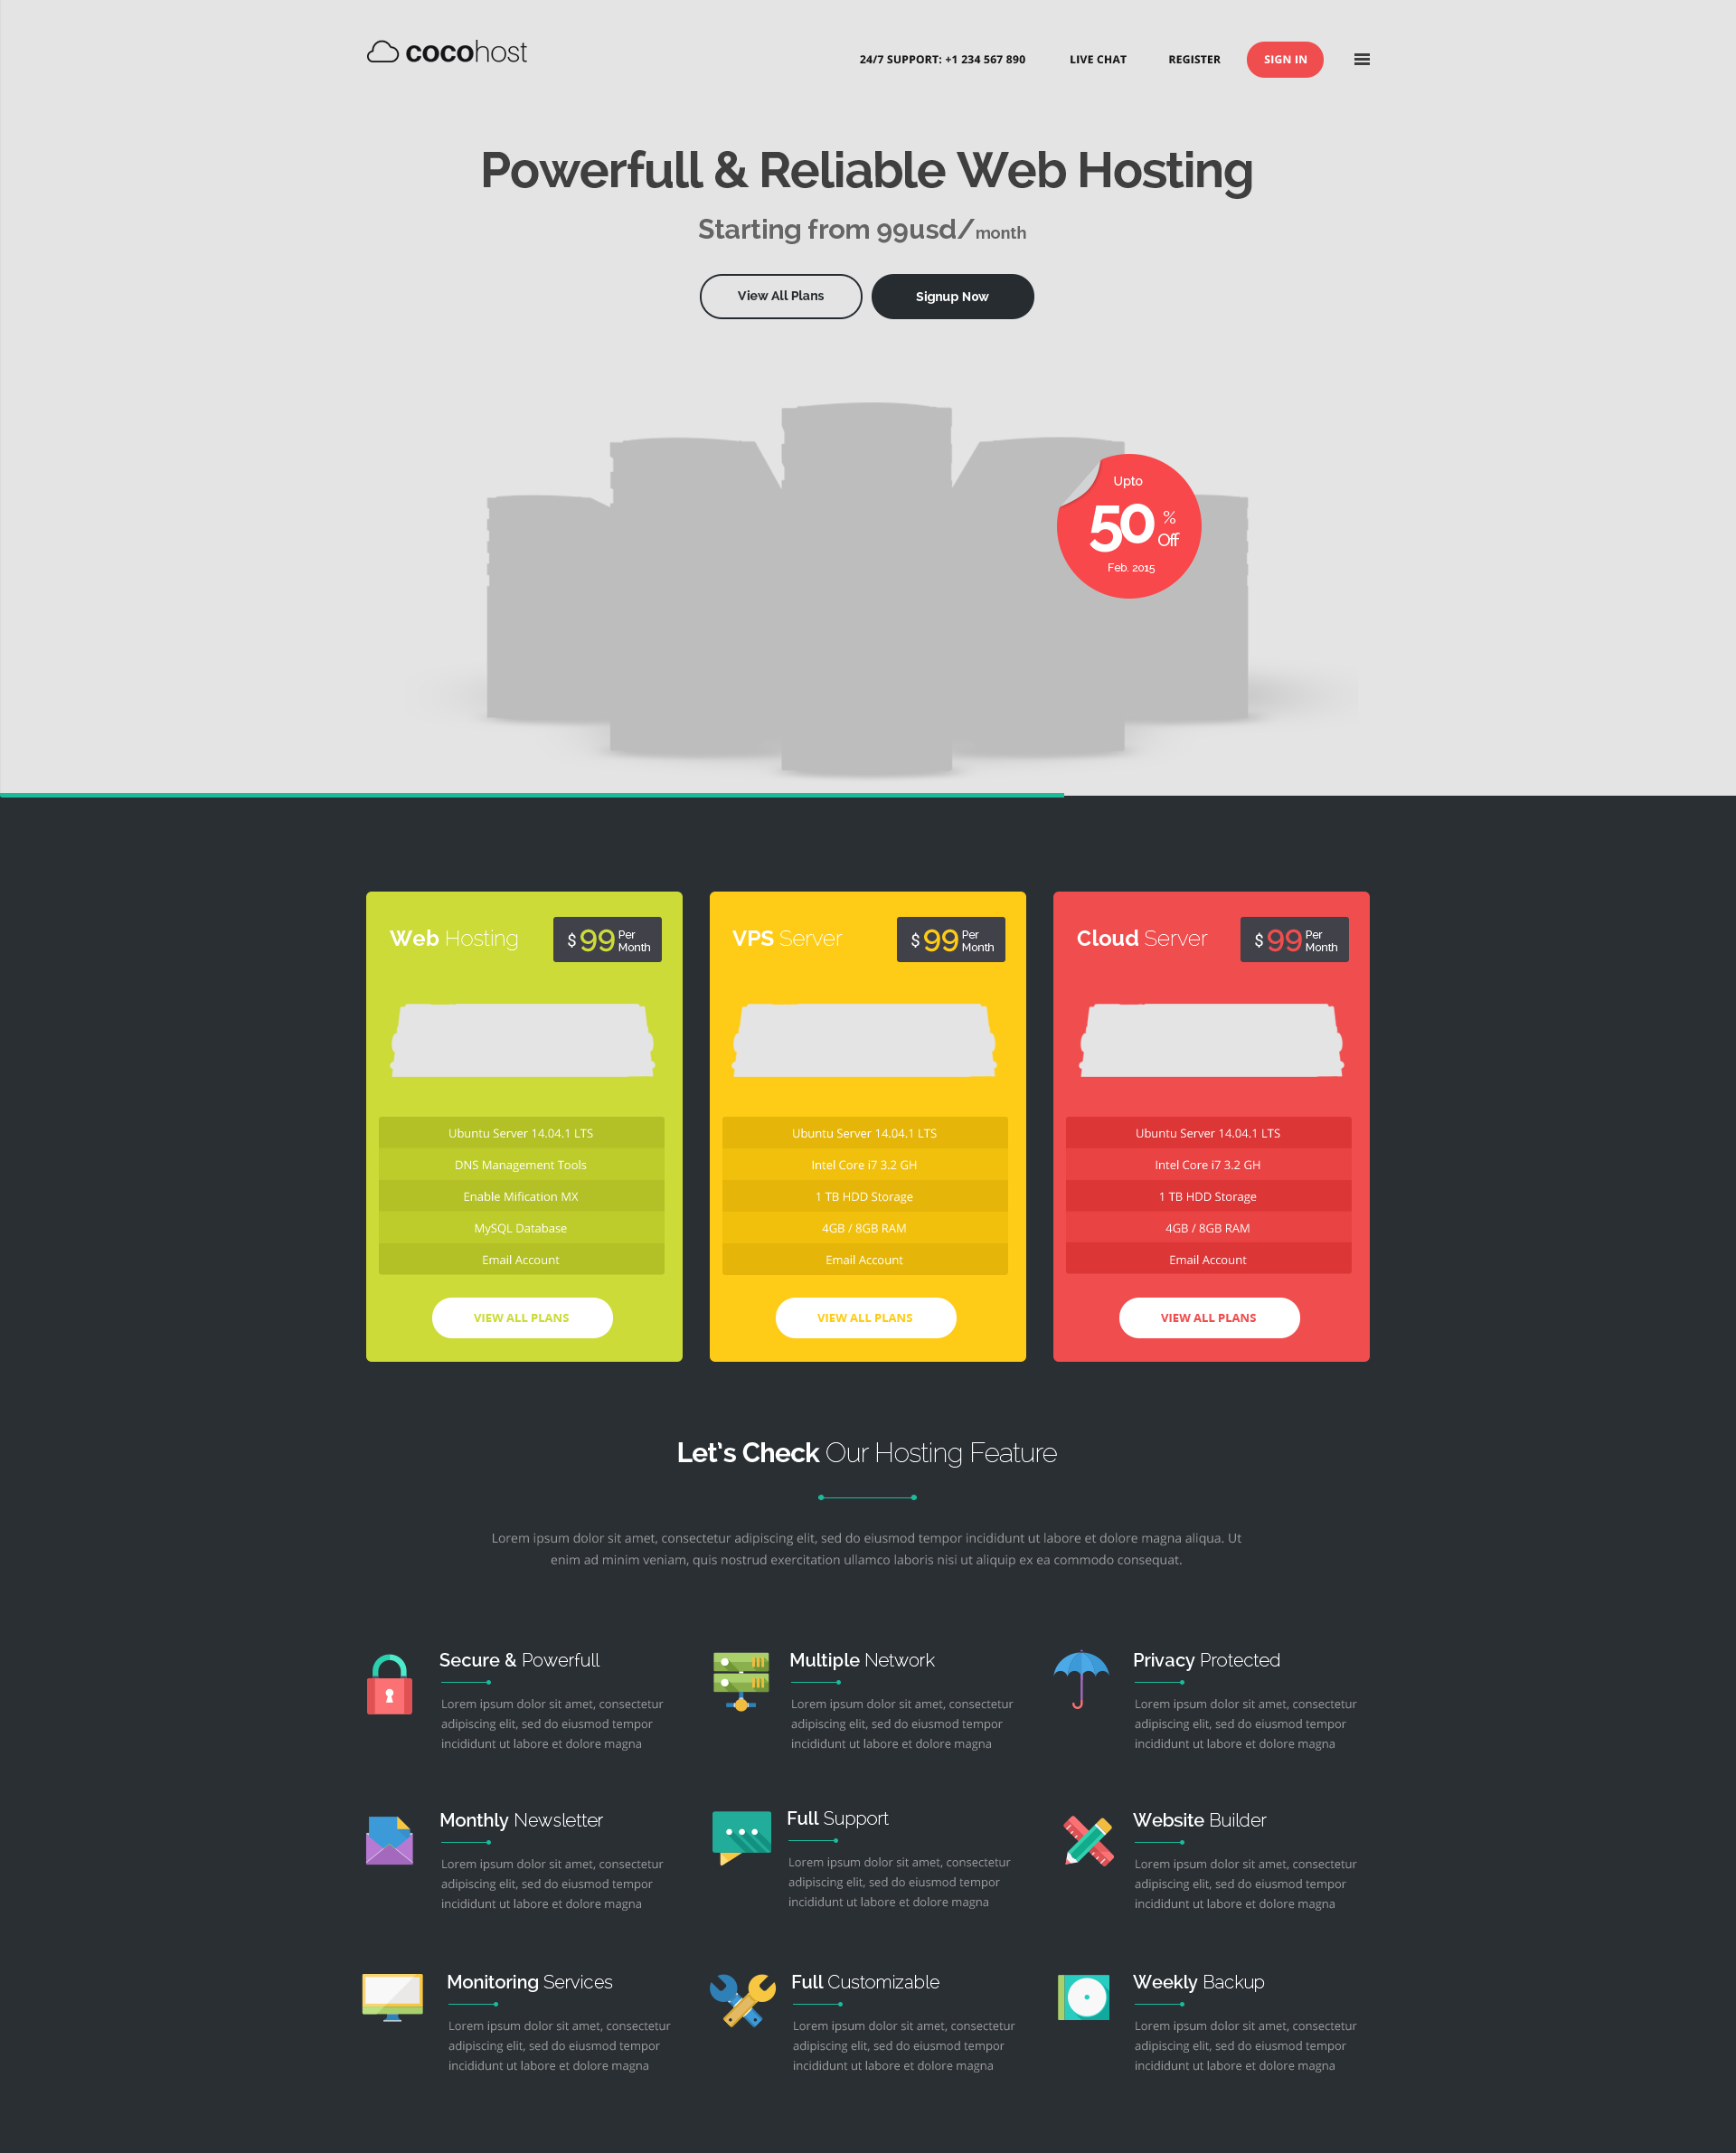 cocohost
24/7 SUPPORT: +1 234 567 890
LIVE CHAT
REGISTER
SIGN IN
Powerfull & Reliable Web Hosting
Starting from 99usd/month
View All Plans
Signup Now
Upto
50 % Off
Feb. 2015
Web Hosting
$ 99 Per Month
Ubuntu Server 14.04.1 LTS
DNS Management Tools
Enable Mification MX
MySQL Database
Email Account
VIEW ALL PLANS
VPS Server
$ 99 Per Month
Ubuntu Server 14.04.1 LTS
Intel Core i7 3.2 GH
1 TB HDD Storage
4GB / 8GB RAM
Email Account
VIEW ALL PLANS
Cloud Server
$ 99 Per Month
Ubuntu Server 14.04.1 LTS
Intel Core i7 3.2 GH
1 TB HDD Storage
4GB / 8GB RAM
Email Account
VIEW ALL PLANS
Let's Check Our Hosting Feature
Lorem ipsum dolor sit amet, consectetur adipiscing elit, sed do eiusmod tempor incididunt ut labore et dolore magna aliqua. Ut
enim ad minim veniam, quis nostrud exercitation ullamco laboris nisi ut aliquip ex ea commodo consequat.
Secure & Powerfull
Lorem ipsum dolor sit amet, consectetur
adipiscing elit, sed do eiusmod tempor
incididunt ut labore et dolore magna
Multiple Network
Lorem ipsum dolor sit amet, consectetur
adipiscing elit, sed do eiusmod tempor
incididunt ut labore et dolore magna
Privacy Protected
Lorem ipsum dolor sit amet, consectetur
adipiscing elit, sed do eiusmod tempor
incididunt ut labore et dolore magna
Monthly Newsletter
Lorem ipsum dolor sit amet, consectetur
adipiscing elit, sed do eiusmod tempor
incididunt ut labore et dolore magna
Full Support
Lorem ipsum dolor sit amet, consectetur
adipiscing elit, sed do eiusmod tempor
incididunt ut labore et dolore magna
Website Builder
Lorem ipsum dolor sit amet, consectetur
adipiscing elit, sed do eiusmod tempor
incididunt ut labore et dolore magna
Monitoring Services
Lorem ipsum dolor sit amet, consectetur
adipiscing elit, sed do eiusmod tempor
incididunt ut labore et dolore magna
Full Customizable
Lorem ipsum dolor sit amet, consectetur
adipiscing elit, sed do eiusmod tempor
incididunt ut labore et dolore magna
Weekly Backup
Lorem ipsum dolor sit amet, consectetur
adipiscing elit, sed do eiusmod tempor
incididunt ut labore et dolore magna